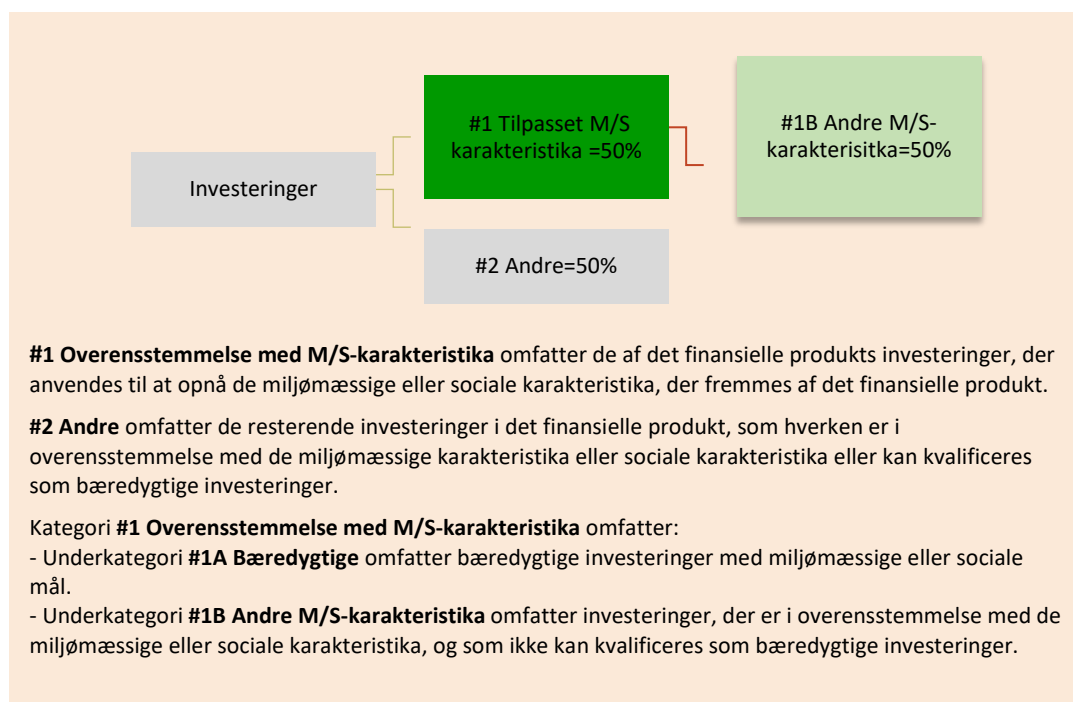 #1 Tilpasset M/S
karakteristika =50%
#1B Andre M/S-
karakterisitka=50%
Investeringer
#2 Andre=50%
#1 Overensstemmelse med M/S-karakteristika omfatter de af det finansielle produkts investeringer, der
anvendes til at opnå de miljømæssige eller sociale karakteristika, der fremmes af det finansielle produkt.
#2 Andre omfatter de resterende investeringer i det finansielle produkt, som hverken er i
overensstemmelse med de miljømæssige karakteristika eller sociale karakteristika eller kan kvalificeres
som bæredygtige investeringer.
Kategori #1 Overensstemmelse med M/S-karakteristika omfatter:
- Underkategori #1A Bæredygtige omfatter bæredygtige investeringer med miljømæssige eller sociale
mål.
- Underkategori #1B Andre M/S-karakteristika omfatter investeringer, der er i overensstemmelse med de
miljømæssige eller sociale karakteristika, og som ikke kan kvalificeres som bæredygtige investeringer.